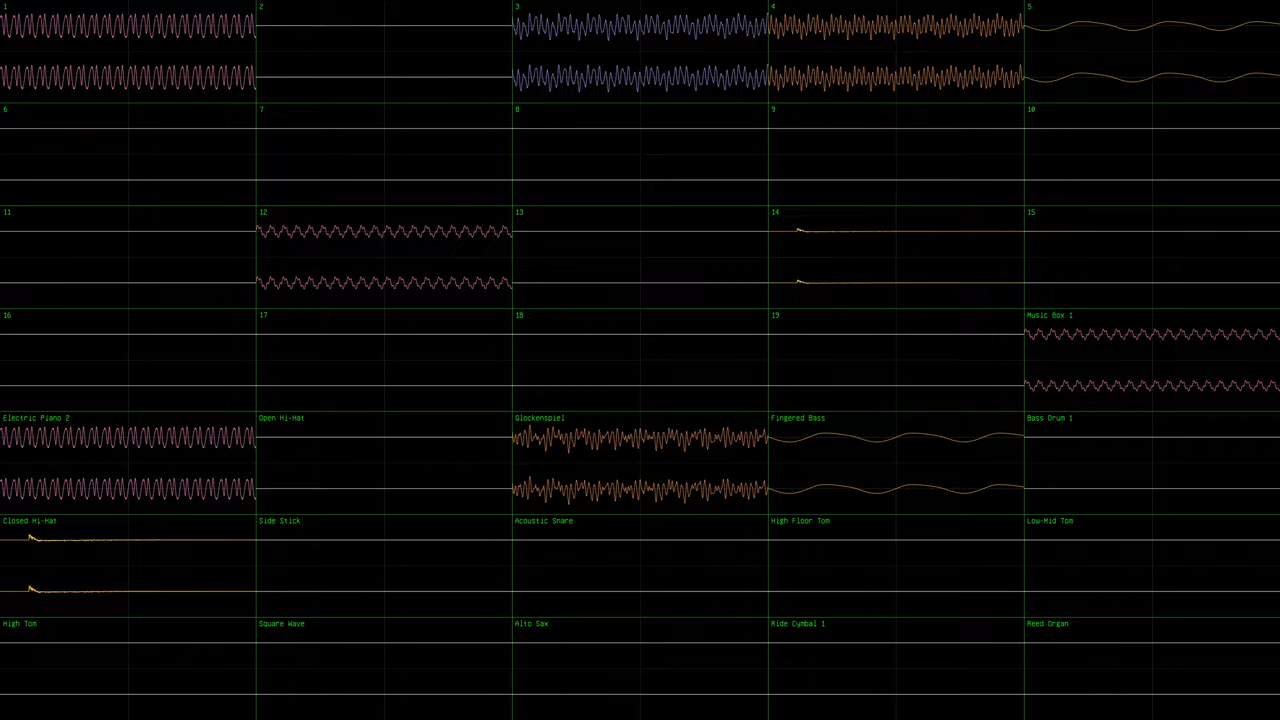 1
2
3
4
5
6
7
8
9
10
11
12
13
14
15
16
17
18
19
Music Box 1
Electric Piano 2
Open Hi-Hat
Glockenspiel
Fingered Bass
Bass Drum 1
Closed Hi-Hat
Side Stick
Acoustic Snare
High Floor Tom
Low-Mid Tom
High Tom
Square Wave
Alto Sax
Ride Cymbal 1
Reed Organ